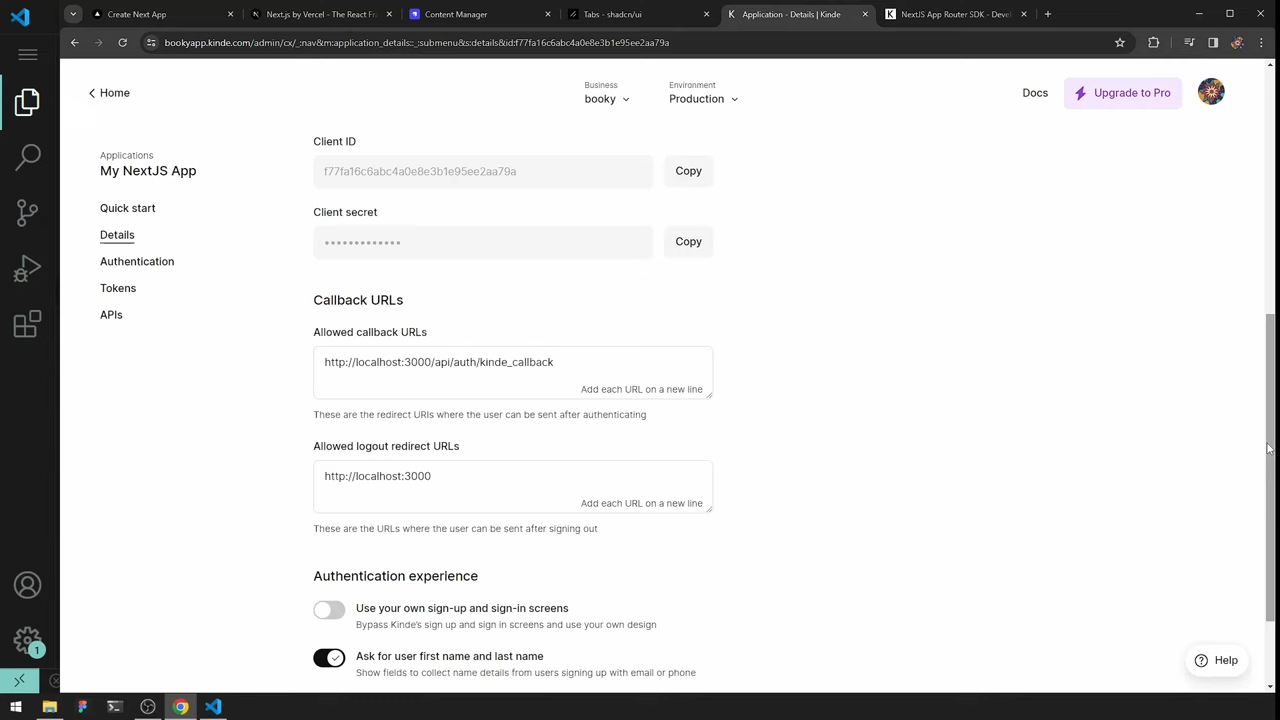 Create Next App
Next.js by Vercel - The React Fra
Content Manager
Tabs - shadcn/ui
Application - Details | Kinde
NextJS App Router SDK - Devel
bookyapp.kinde.com/admin/cx/_:nav&m:application_details::_:submenu&s:details&id:f77fa16c6abc4a0e8e3b1e95ee2aa79a
Home
Business
booky
Environment
Production
Docs
Upgrade to Pro
Applications
My NextJS App
Quick start
Details
Authentication
Tokens
APIs
Client ID
f77fa16c6abc4a0e8e3b1e95ee2aa79a
Copy
Client secret
•••••••••••••
Copy
Callback URLs
Allowed callback URLs
http://localhost:3000/api/auth/kinde_callback
Add each URL on a new line
These are the redirect URIs where the user can be sent after authenticating
Allowed logout redirect URLs
http://localhost:3000
Add each URL on a new line
These are the URLs where the user can be sent after signing out
Authentication experience
Use your own sign-up and sign-in screens
Bypass Kinde's sign up and sign in screens and use your own design
Ask for user first name and last name
Show fields to collect name details from users signing up with email or phone
Help
1